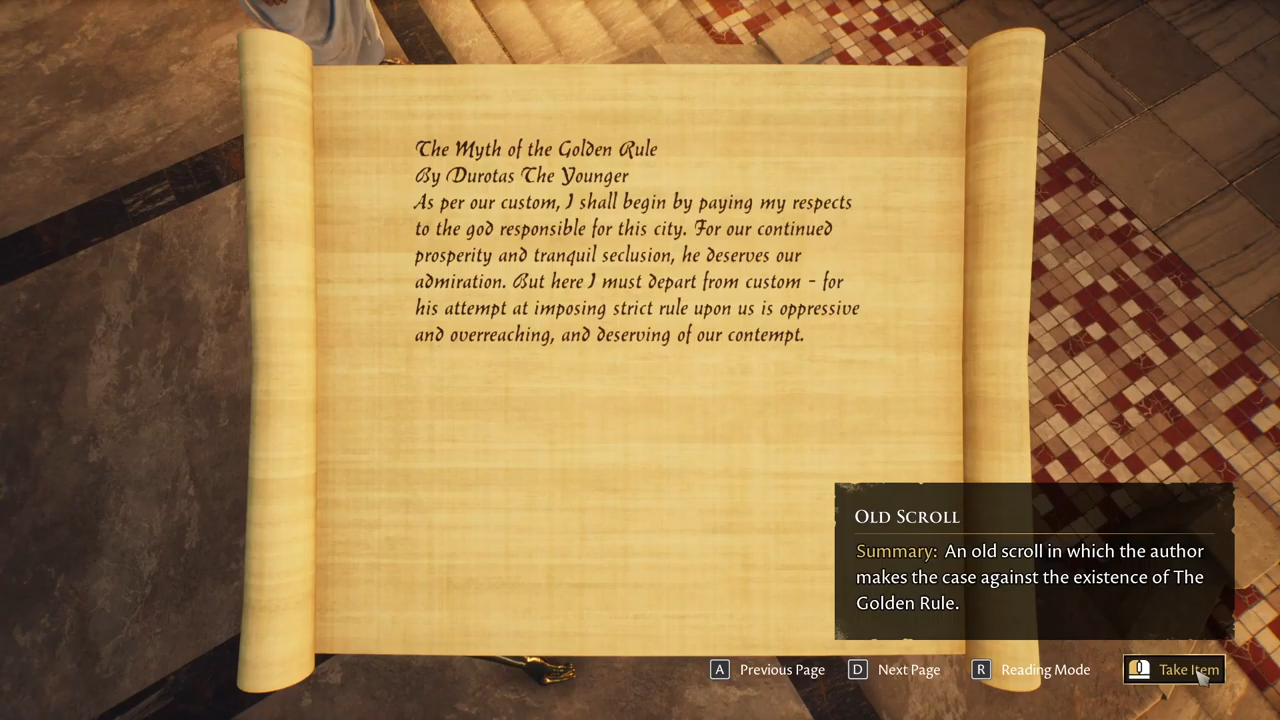 The Myth of the Golden Rule
By Durotas The Younger
As per our custom, I shall begin by paying my respects
to the god responsible for this city. For our continued
prosperity and tranquil seclusion, he deserves our
admiration. But here I must depart from custom - for
his attempt at imposing strict rule upon us is oppressive
and overreaching, and deserving of our contempt.
Old Scroll
Summary: An old scroll in which the author
makes the case against the existence of The
Golden Rule.
A Previous Page D Next Page R Reading Mode Take Item